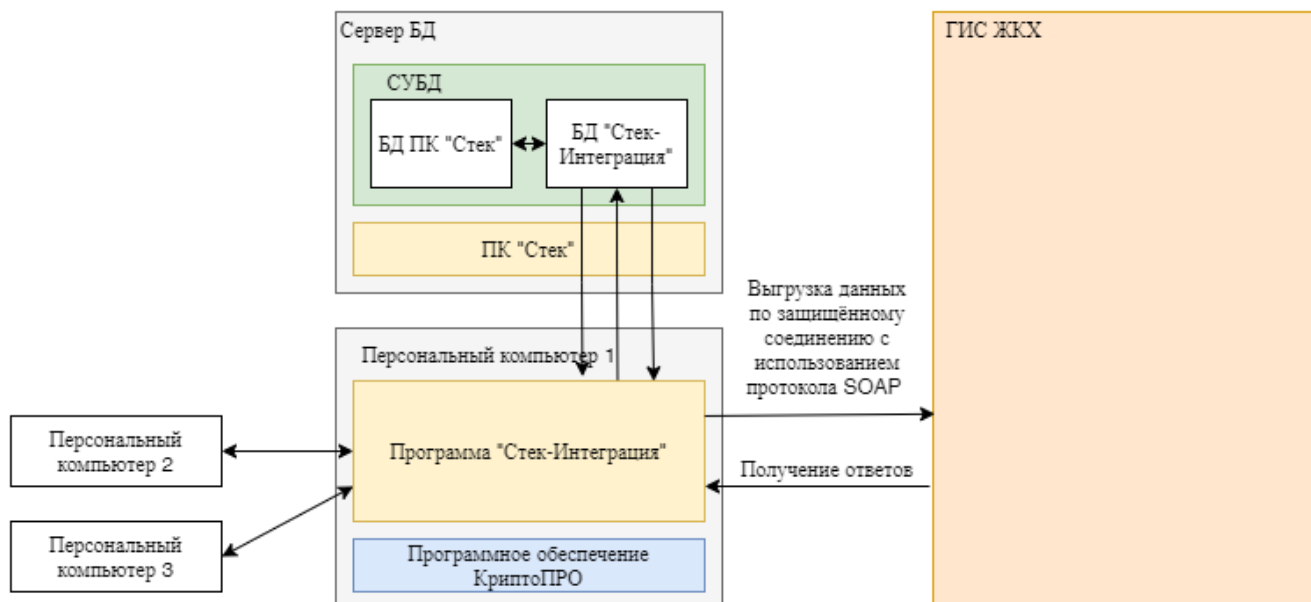 Сервер БД
СУБД
БД ПК "Стек"
БД "Стек-
Интеграция"
ПК "Стек"
ГИС ЖКХ
Выгрузка данных
по защищённому
соединению с
использованием
протокола SOAP
Персональный компьютер 1
Программа "Стек-Интеграция"
Персональный
компьютер 2
Получение ответов
Персональный
компьютер 3
Программное обеспечение
КриптоПРО